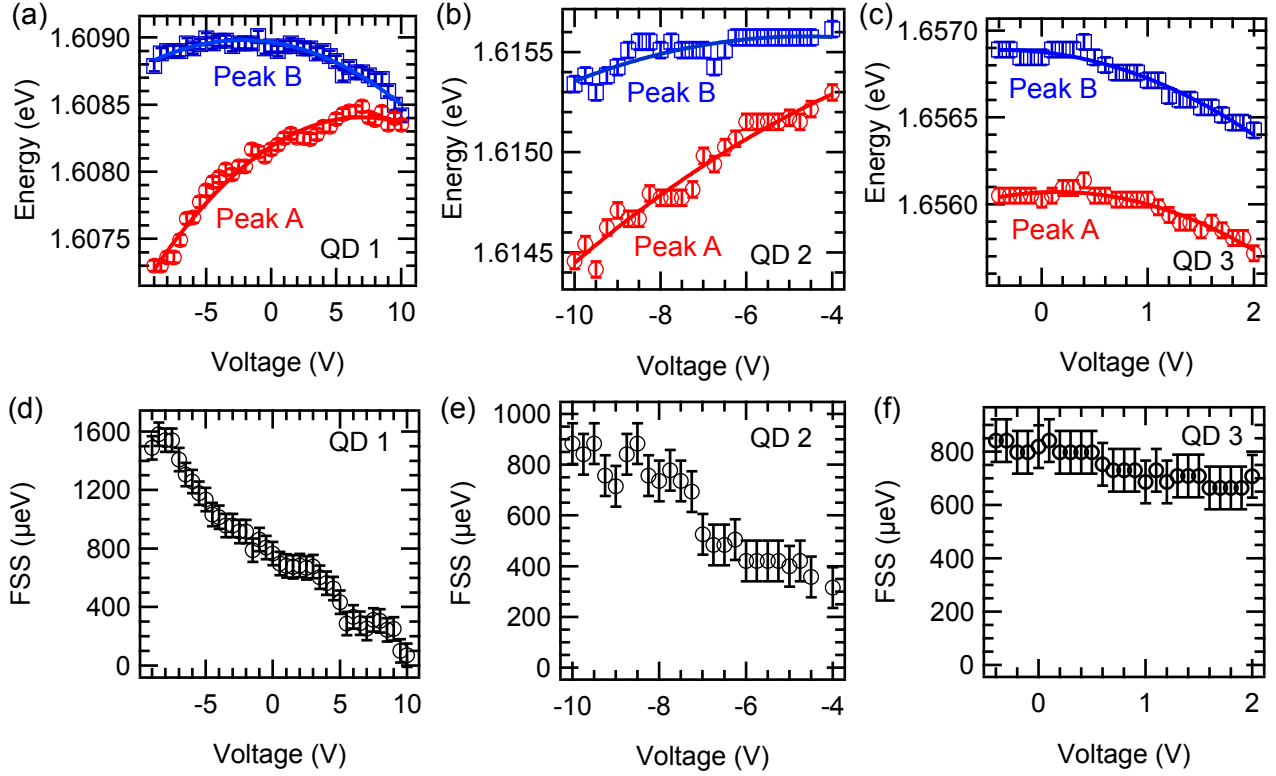 (a)
1.6090
1.6085
1.6080
1.6075
Energy (eV)
Peak B
Peak A
QD 1
-5
0
5
10
Voltage (V)
(b)
1.6155
1.6150
1.6145
Energy (eV)
Peak B
Peak A
QD 2
-10
-8
-6
-4
Voltage (V)
(c)
1.6570
1.6565
1.6560
Energy (eV)
Peak B
Peak A
QD 3
0
1
2
Voltage (V)
(d)
1600
1200
800
400
0
FSS (µeV)
QD 1
-5
0
5
10
Voltage (V)
(e)
1000
800
600
400
200
0
FSS (µeV)
QD 2
-10
-8
-6
-4
Voltage (V)
(f)
800
600
400
200
0
FSS (µeV)
QD 3
0
1
2
Voltage (V)